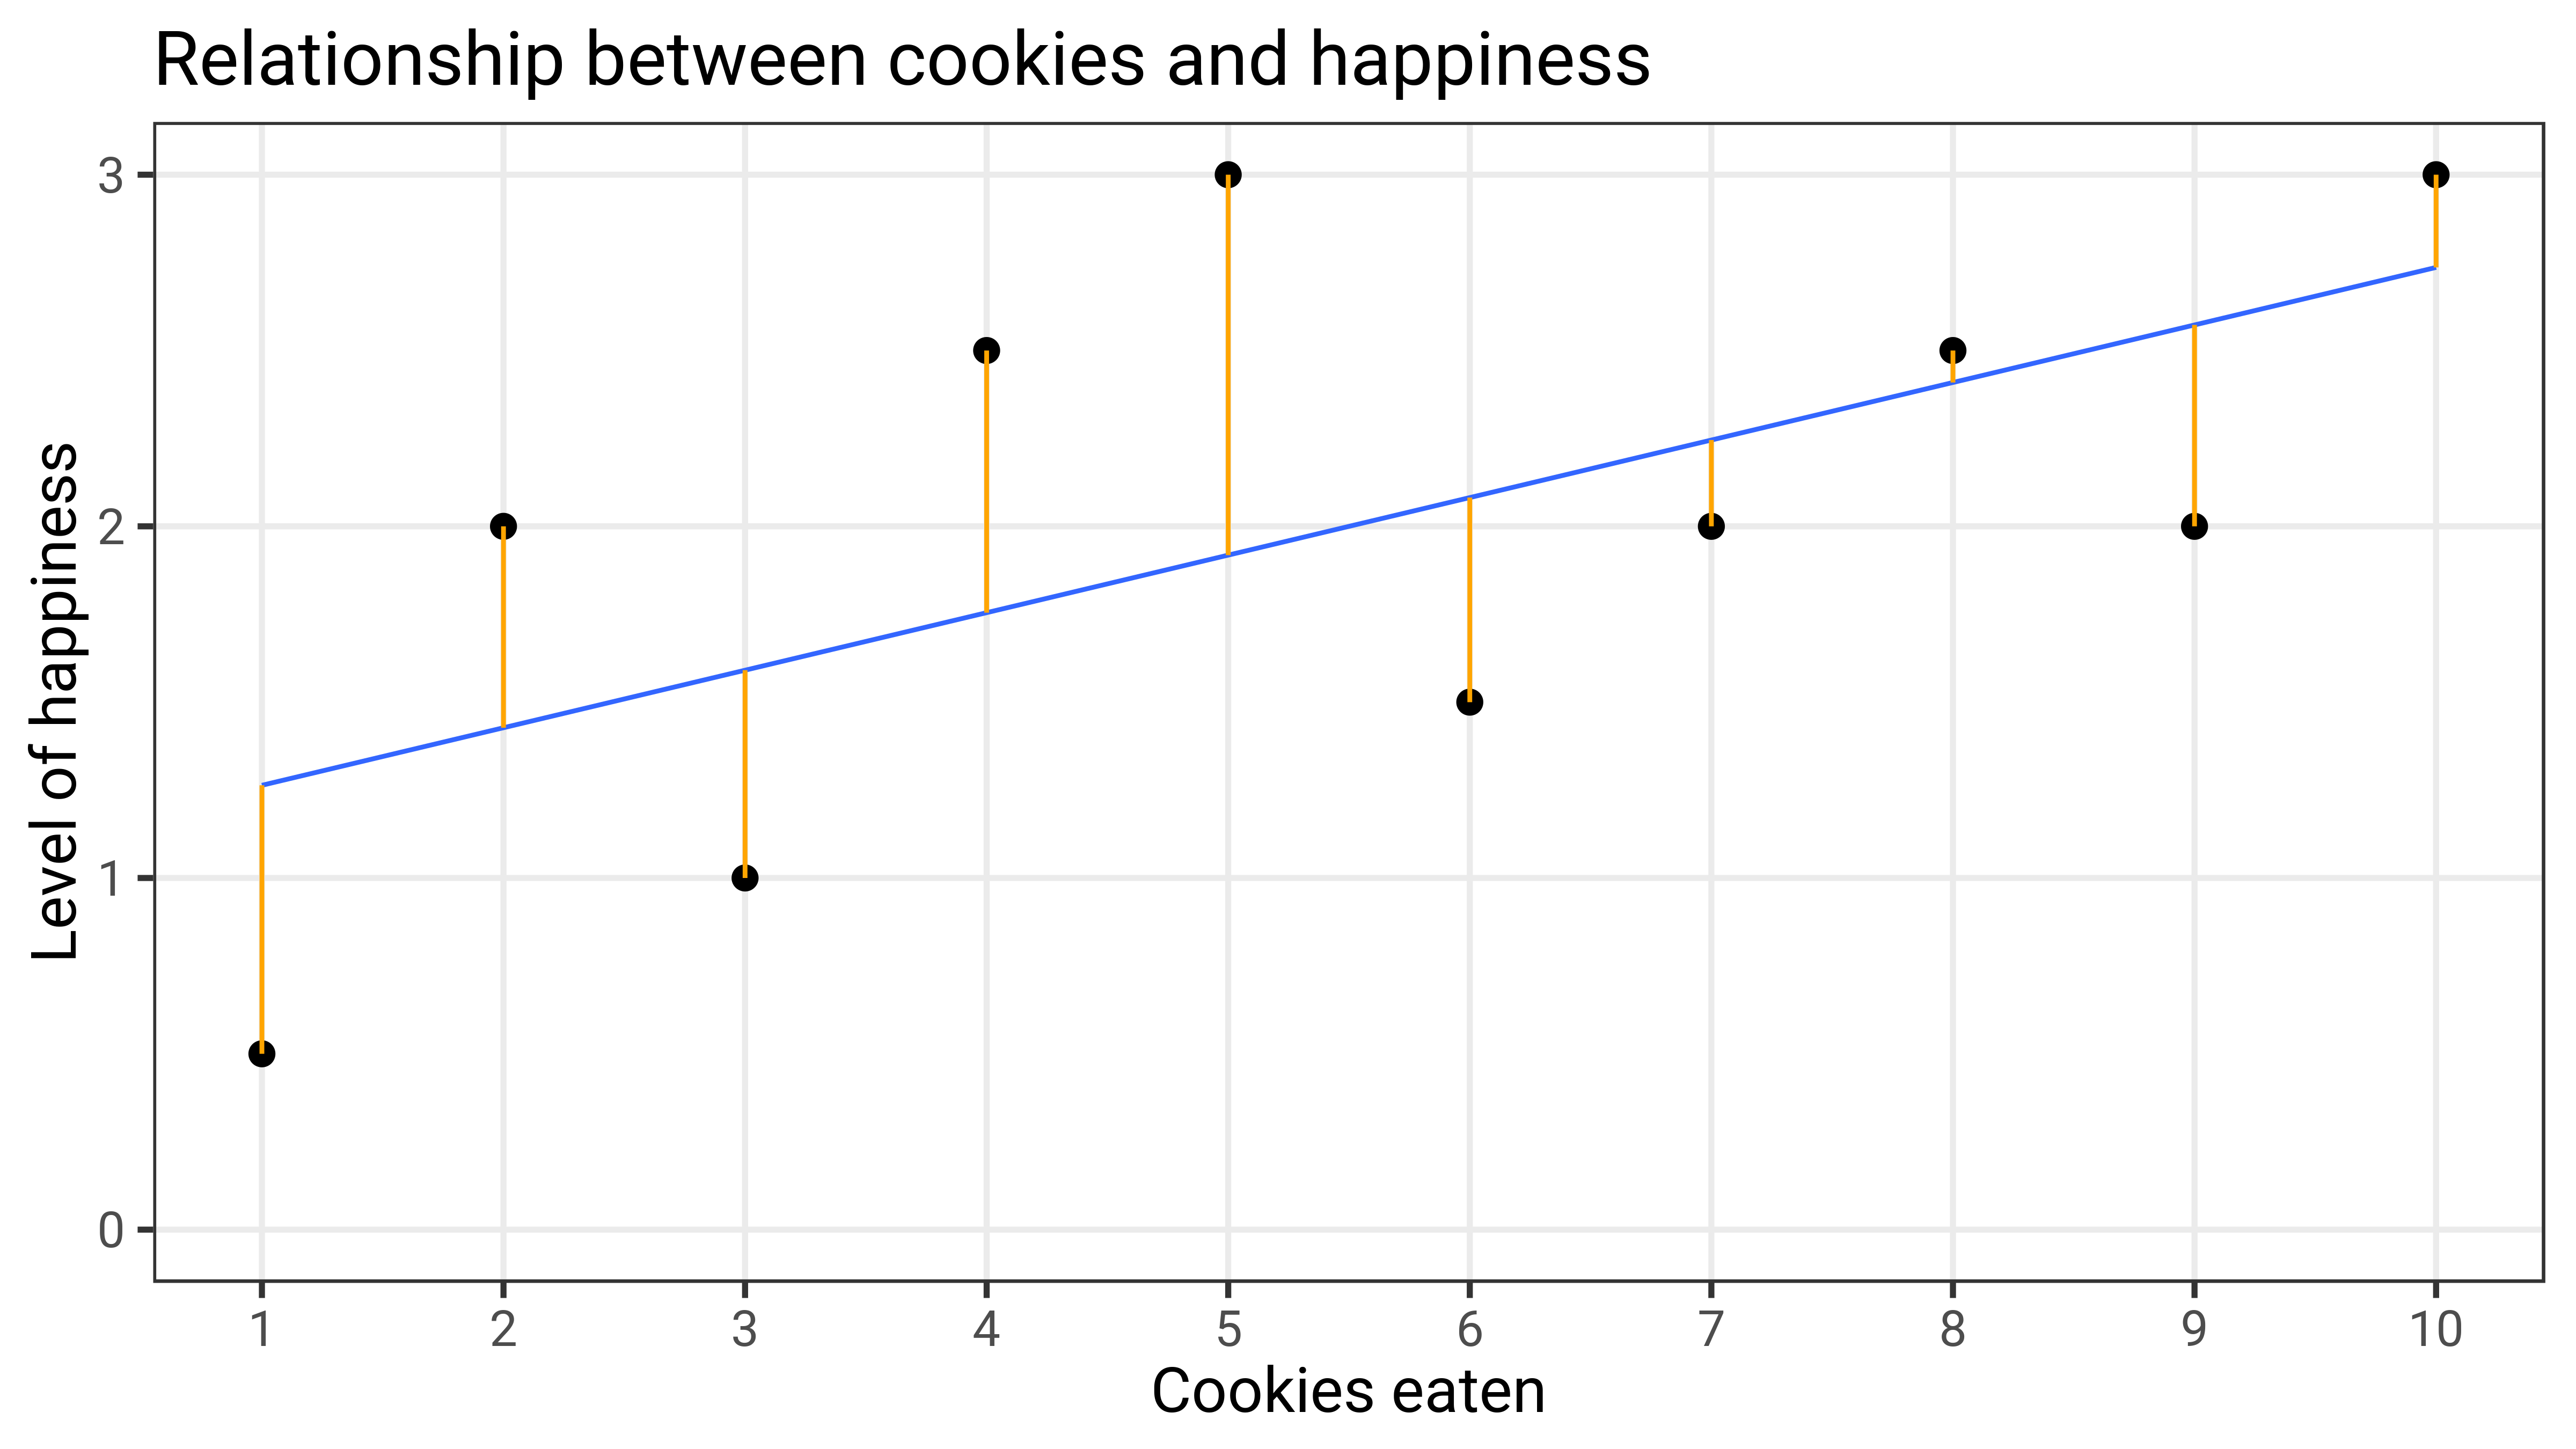 Relationship between cookies and happiness
Level of happiness
3
2
1
0
1 2 3 4 5 6 7 8 9 10
Cookies eaten